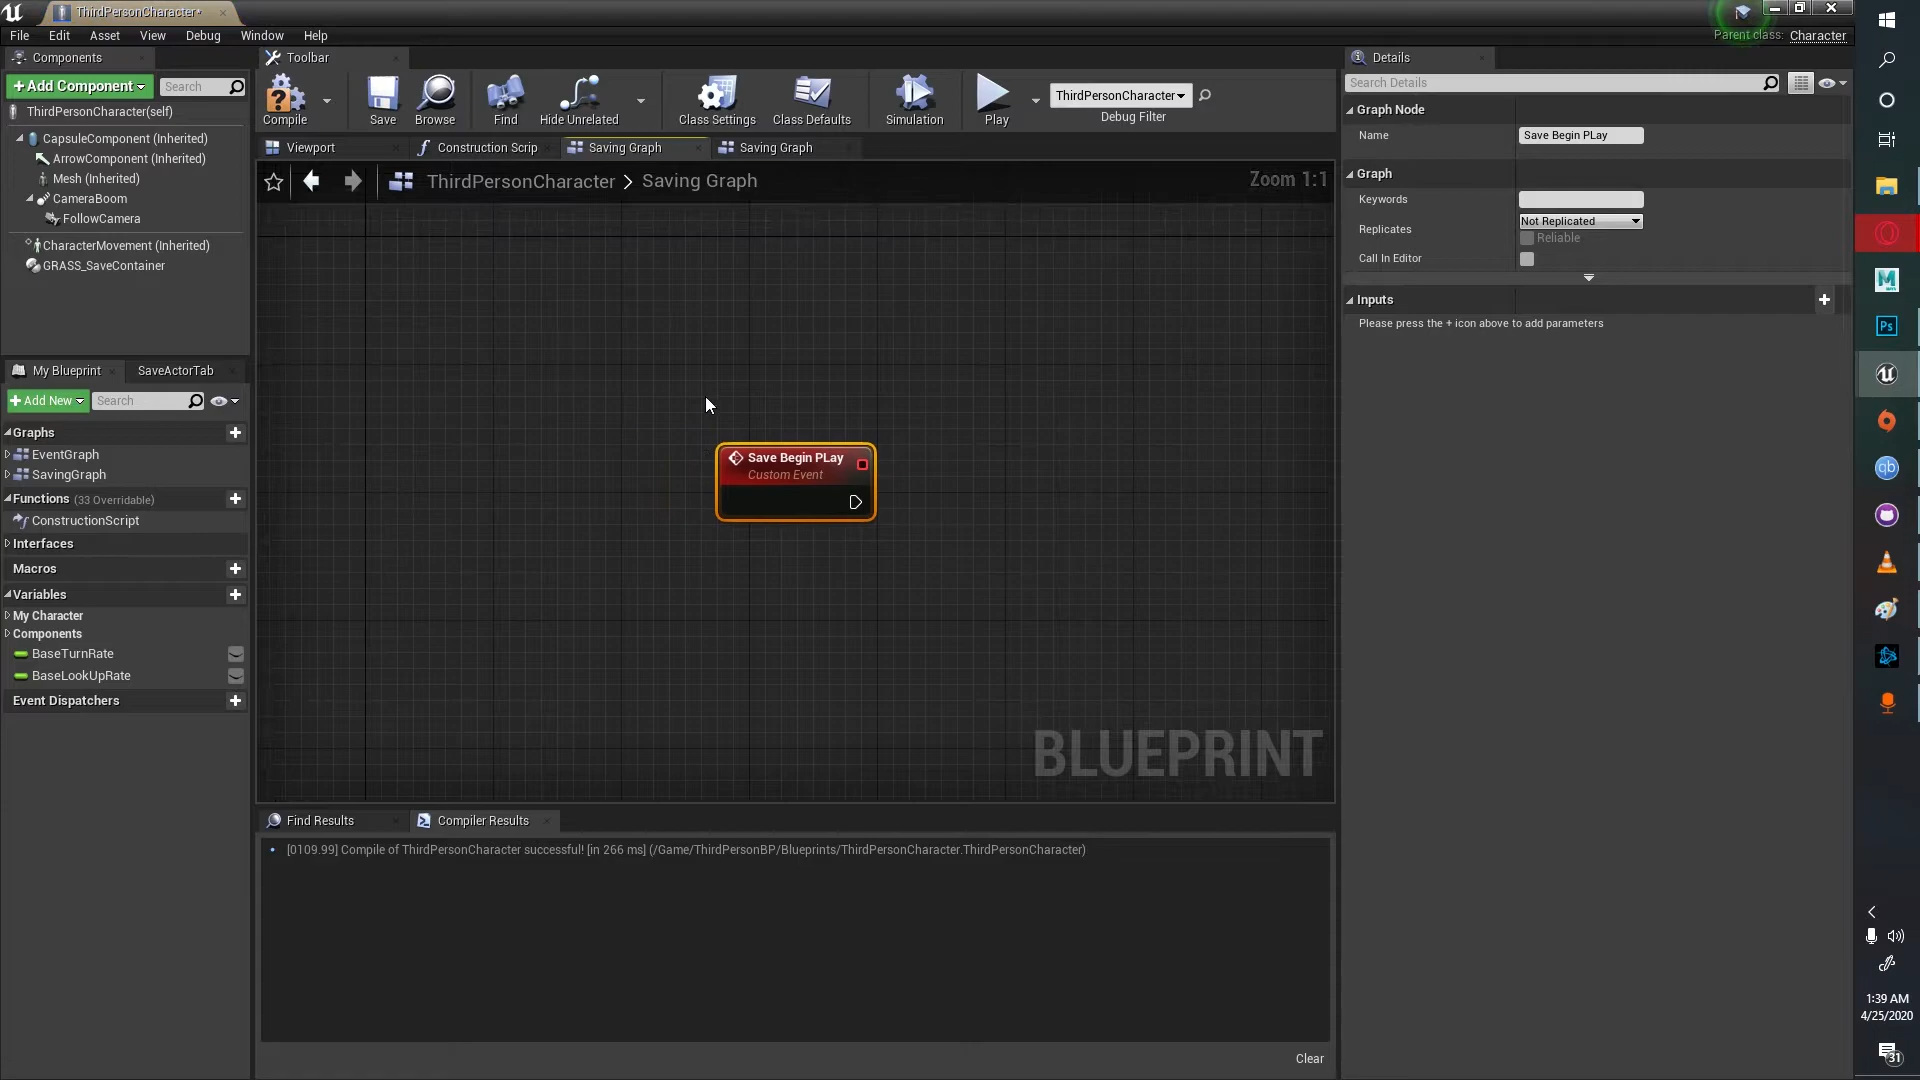 ThirdPersonCharacter*
File Edit Asset View Debug Window Help
Parent class: Character
Components
+Add Component
Search
ThirdPersonCharacter(self)
CapsuleComponent (Inherited)
ArrowComponent (Inherited)
Mesh (Inherited)
CameraBoom
FollowCamera
CharacterMovement (Inherited)
GRASS_SaveContainer
My Blueprint
SaveActorTab
+Add New
Search
Graphs
EventGraph
SavingGraph
Functions (33 Overridable)
ConstructionScript
Interfaces
Macros
Variables
My Character
Components
BaseTurnRate
BaseLookUpRate
Event Dispatchers
Toolbar
Compile
Save
Browse
Find
Hide Unrelated
Class Settings
Class Defaults
Simulation
Play
ThirdPersonCharacter
Debug Filter
Viewport
Construction Scrip
Saving Graph
Saving Graph
ThirdPersonCharacter > Saving Graph
Zoom 1:1
Save Begin PLay
Custom Event
BLUEPRINT
Find Results
Compiler Results
[0109.99] Compile of ThirdPersonCharacter successful! [in 266 ms] (/Game/ThirdPersonBP/Blueprints/ThirdPersonCharacter.ThirdPersonCharacter)
Clear
Details
Search Details
Graph Node
Name Save Begin PLay
Graph
Keywords
Replicates Not Replicated
Reliable
Call In Editor
Inputs
Please press the + icon above to add parameters
M
Ps
qb
1:39 AM
4/25/2020
31